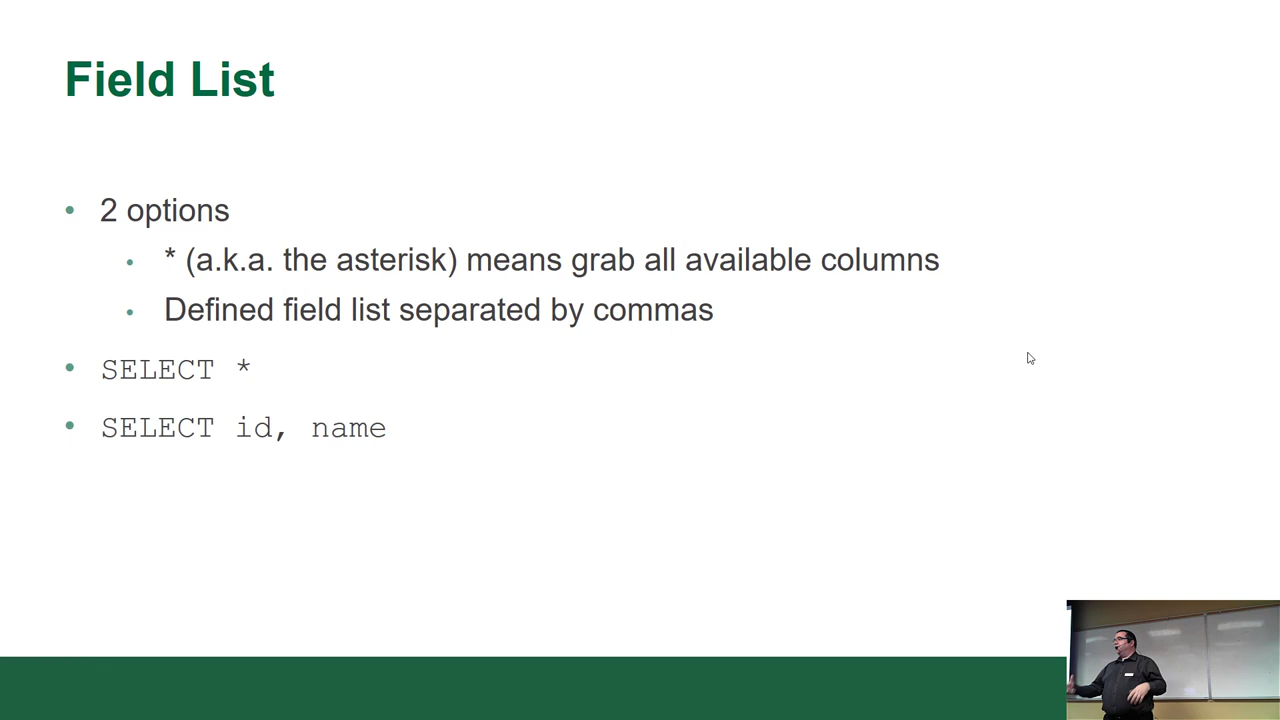 Field List
• 2 options
• * (a.k.a. the asterisk) means grab all available columns
• Defined field list separated by commas
• SELECT *
• SELECT id, name